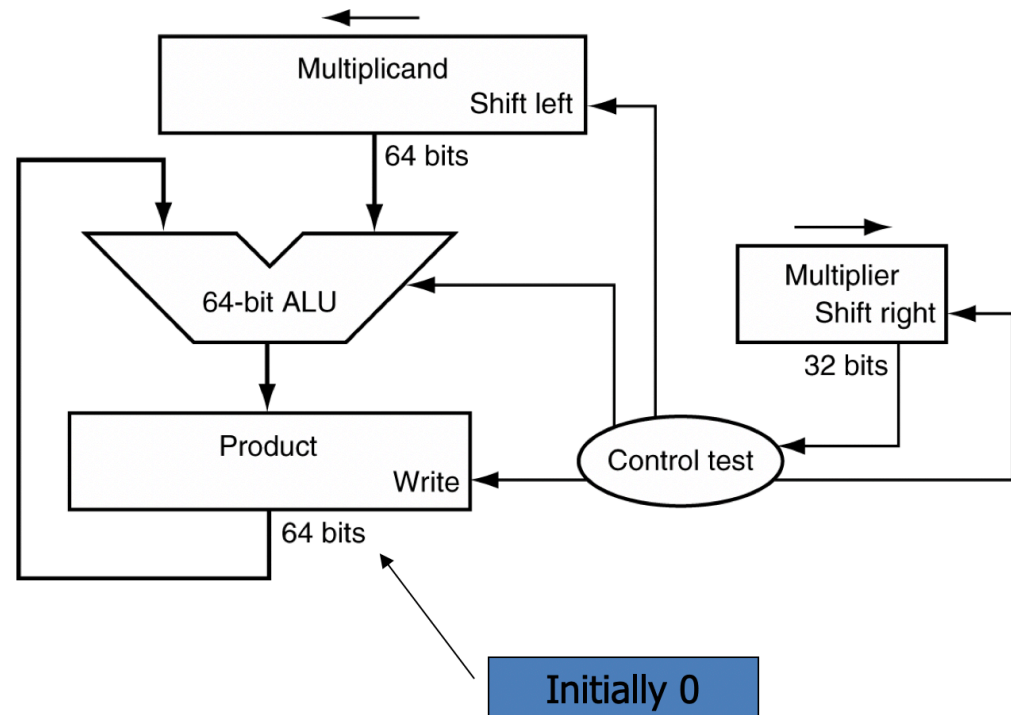 Multiplicand
Shift left
64 bits
64-bit ALU
Multiplier
Shift right
32 bits
Product
Write
Control test
64 bits
Initially 0